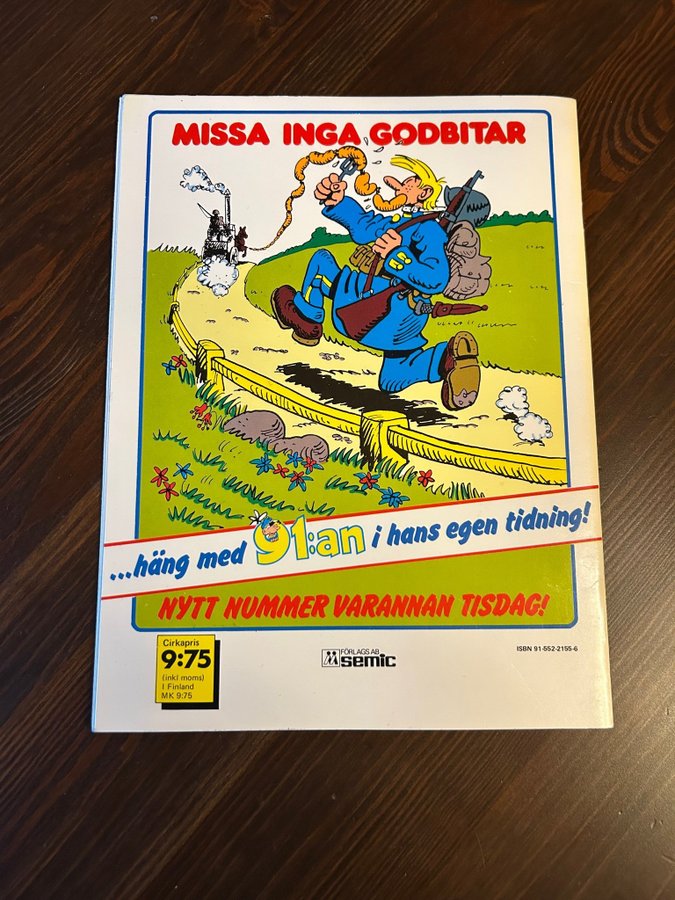 MISSA INGA GODBITAR
...häng med 91:an i hans egen tidning!
NYTT NUMMER VARANNAN TISDAG!
Cirkapris
9:75
(inkl moms)
I Finland
MK 9:75
FÖRLAGS AB
semic
ISBN 91-552-2155-6